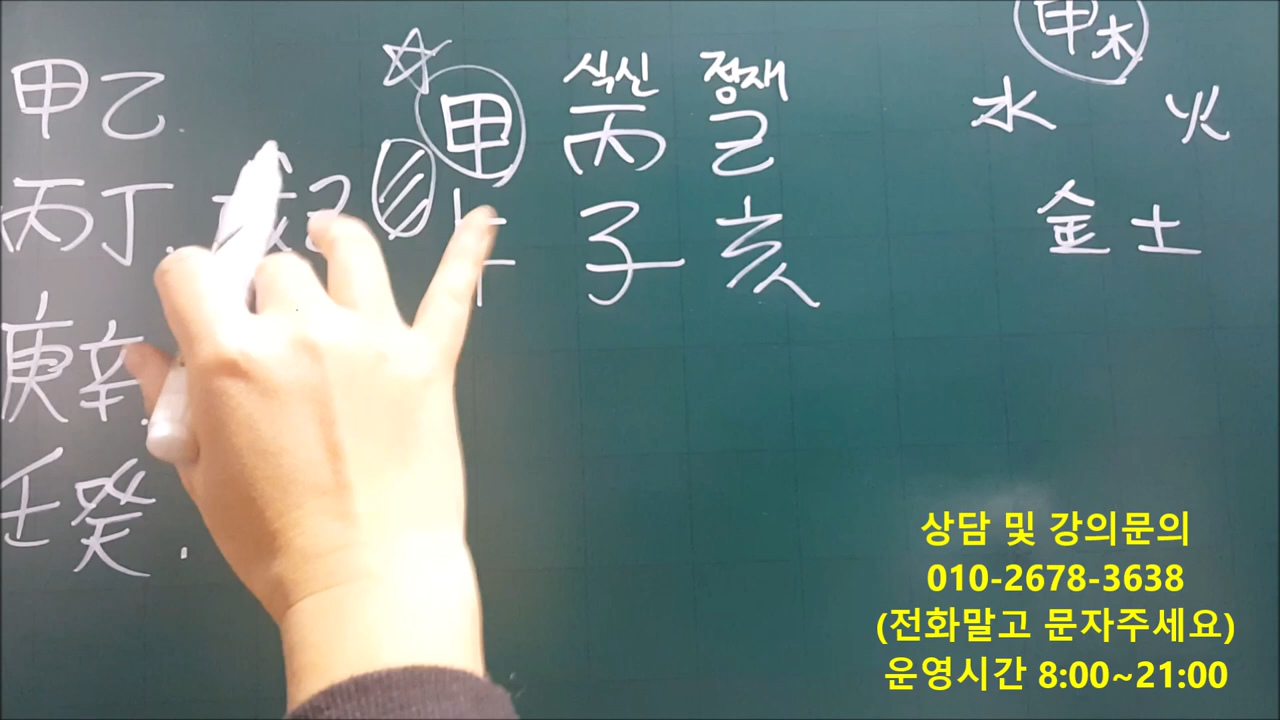 甲木
식신 정재
甲乙 甲 丙 己
水 火
丙丁 己 子 亥
金 土
庚辛
壬癸
상담 및 강의문의
010-2678-3638
(전화말고 문자주세요)
운영시간 8:00~21:00